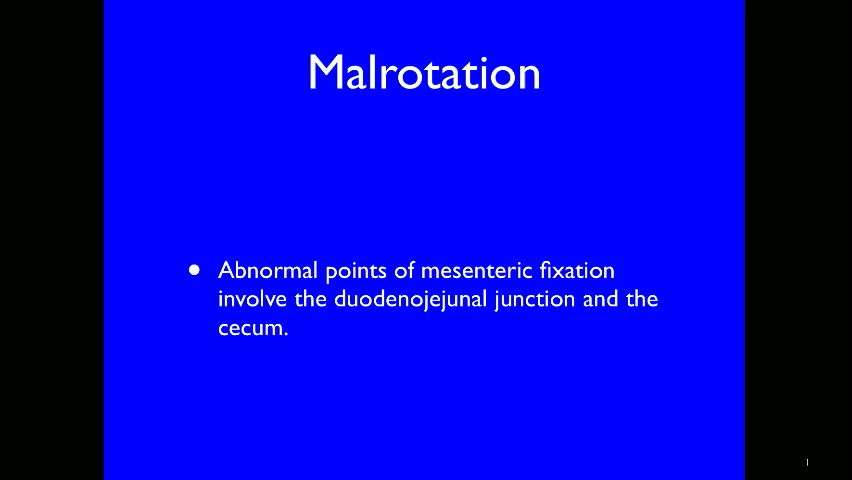 Malrotation
• Abnormal points of mesenteric fixation
involve the duodenojejunal junction and the
cecum.
1